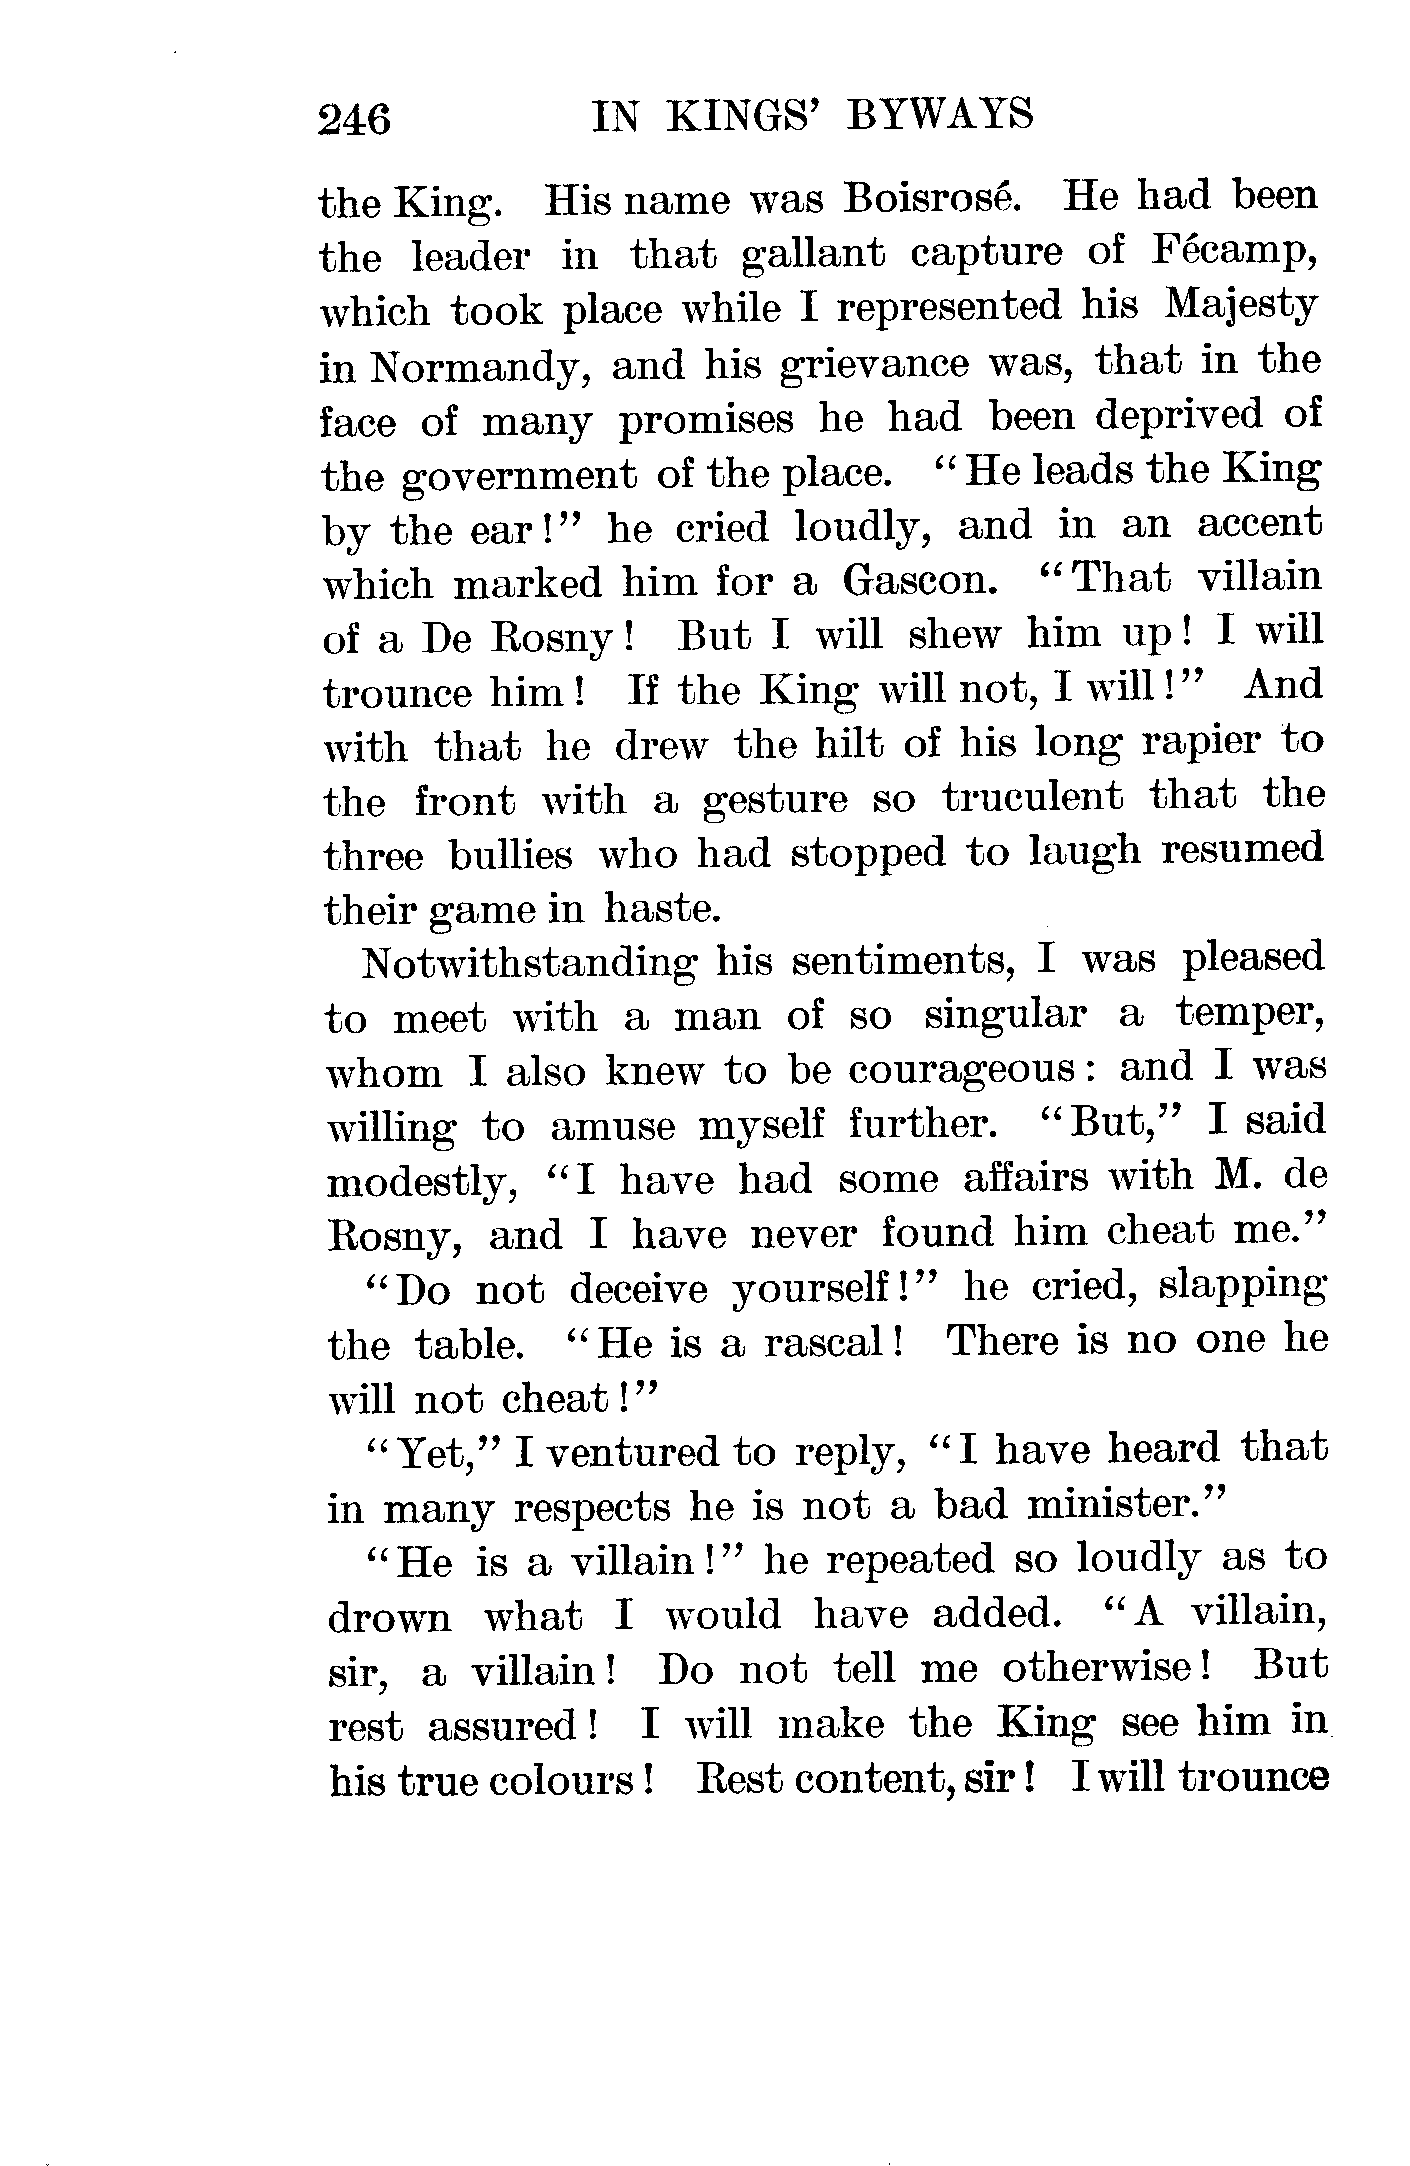 246 IN KINGS' BYWAYS
the King. His name was Boisrosé. He had been
the leader in that gallant capture of Fécamp,
which took place while I represented his Majesty
in Normandy, and his grievance was, that in the
face of many promises he had been deprived of
the government of the place. “He leads the King
by the ear!” he cried loudly, and in an accent
which marked him for a Gascon. “That villain
of a De Rosny! But I will shew him up! I will
trounce him! If the King will not, I will!” And
with that he drew the hilt of his long rapier to
the front with a gesture so truculent that the
three bullies who had stopped to laugh resumed
their game in haste.
Notwithstanding his sentiments, I was pleased
to meet with a man of so singular a temper,
whom I also knew to be courageous: and I was
willing to amuse myself further. “But,” I said
modestly, “I have had some affairs with M. de
Rosny, and I have never found him cheat me.”
“Do not deceive yourself!” he cried, slapping
the table. “He is a rascal! There is no one he
will not cheat!”
“Yet,” I ventured to reply, “I have heard that
in many respects he is not a bad minister.”
“He is a villain!” he repeated so loudly as to
drown what I would have added. “A villain,
sir, a villain! Do not tell me otherwise! But
rest assured! I will make the King see him in
his true colours! Rest content, sir! I will trounce